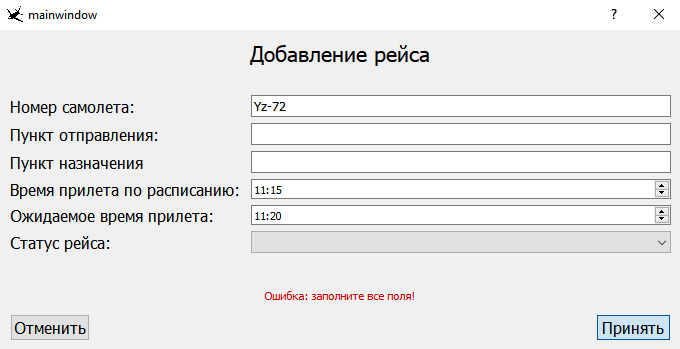 mainwindow
Добавление рейса
Номер самолета: Yz-72
Пункт отправления:
Пункт назначения
Время прилета по расписанию: 11:15
Ожидаемое время прилета: 11:20
Статус рейса:
Ошибка: заполните все поля!
Отменить Принять